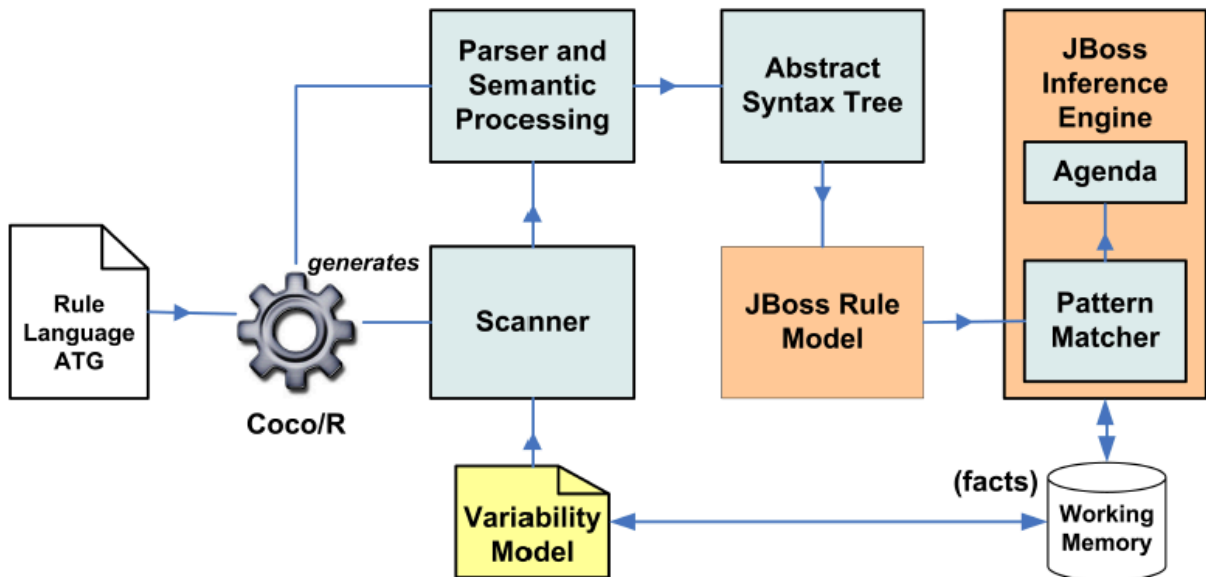 Parser and
Semantic
Processing
Abstract
Syntax Tree
JBoss
Inference
Engine
Agenda
Rule
Language
ATG
generates
Coco/R
Scanner
JBoss Rule
Model
Pattern
Matcher
Variability
Model
(facts)
Working
Memory